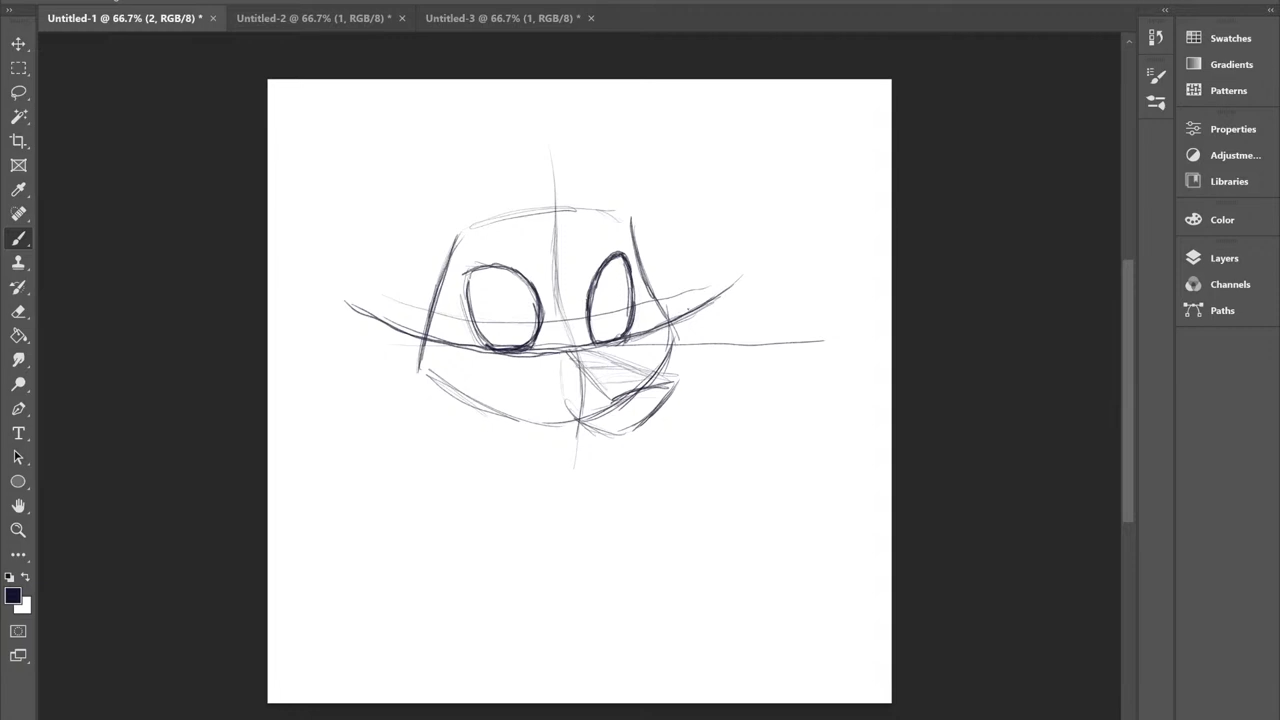 Untitled-1 @ 66.7% (2, RGB/8) *
Untitled-2 @ 66.7% (1, RGB/8) *
Untitled-3 @ 66.7% (1, RGB/8) *
Swatches
Gradients
Patterns
Properties
Adjustme...
Libraries
Color
Layers
Channels
Paths